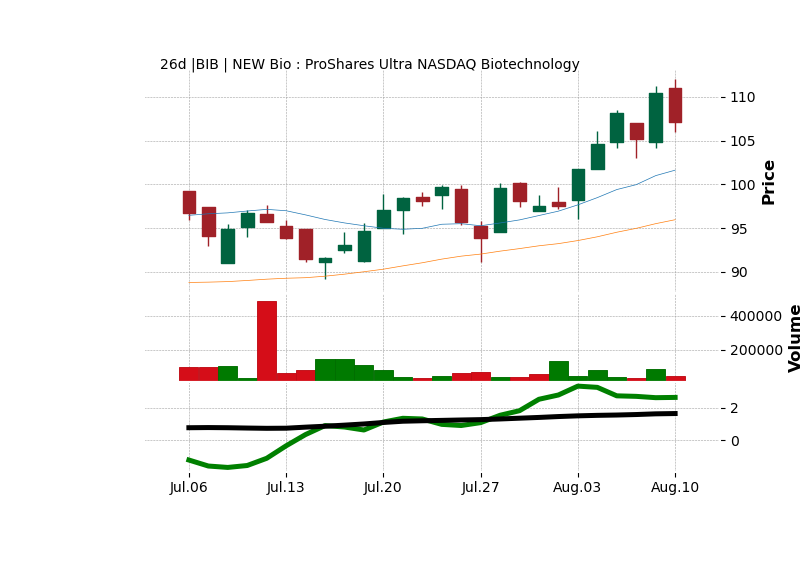 26d |BIB | NEW Bio : ProShares Ultra NASDAQ Biotechnology
110
105
100
95
90
Price
400000
200000
Volume
2
0
Jul.06 Jul.13 Jul.20 Jul.27 Aug.03 Aug.10